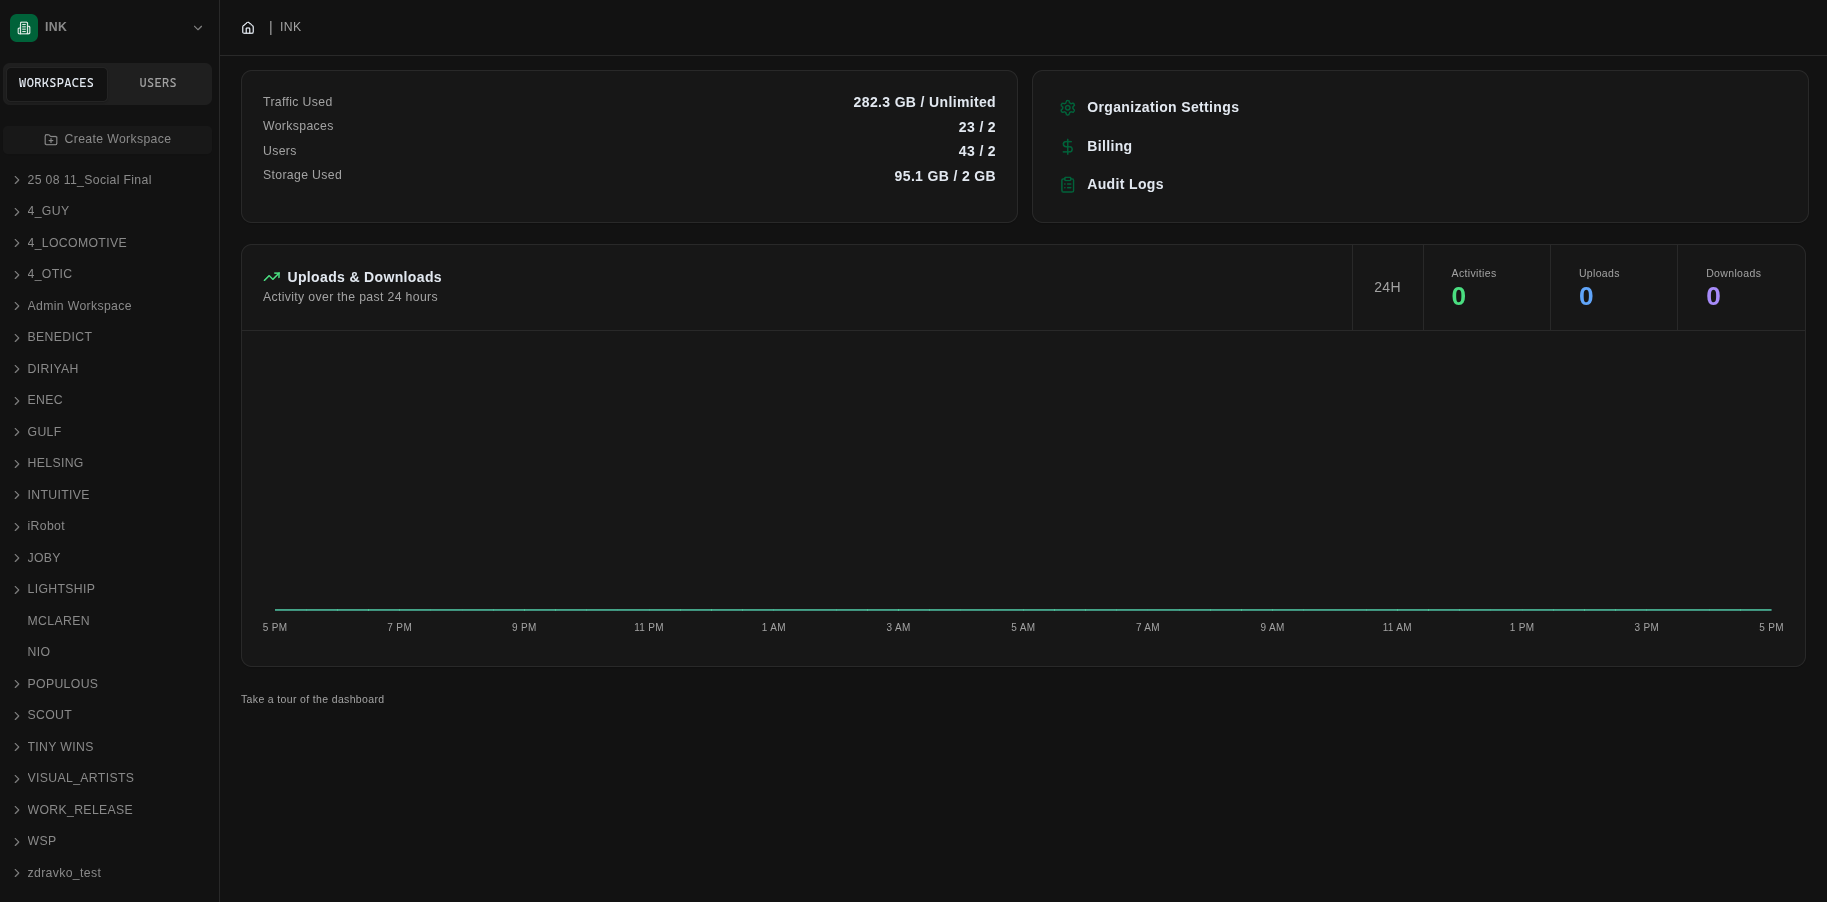 INK
WORKSPACES
USERS
Create Workspace
25 08 11_Social Final
4_GUY
4_LOCOMOTIVE
4_OTIC
Admin Workspace
BENEDICT
DIRIYAH
ENEC
GULF
HELSING
INTUITIVE
iRobot
JOBY
LIGHTSHIP
MCLAREN
NIO
POPULOUS
SCOUT
TINY WINS
VISUAL_ARTISTS
WORK_RELEASE
WSP
zdravko_test
| INK
Traffic Used 282.3 GB / Unlimited
Workspaces 23 / 2
Users 43 / 2
Storage Used 95.1 GB / 2 GB
Organization Settings
Billing
Audit Logs
Uploads & Downloads
Activity over the past 24 hours
24H
Activities
0
Uploads
0
Downloads
0
5 PM 7 PM 9 PM 11 PM 1 AM 3 AM 5 AM 7 AM 9 AM 11 AM 1 PM 3 PM 5 PM
Take a tour of the dashboard